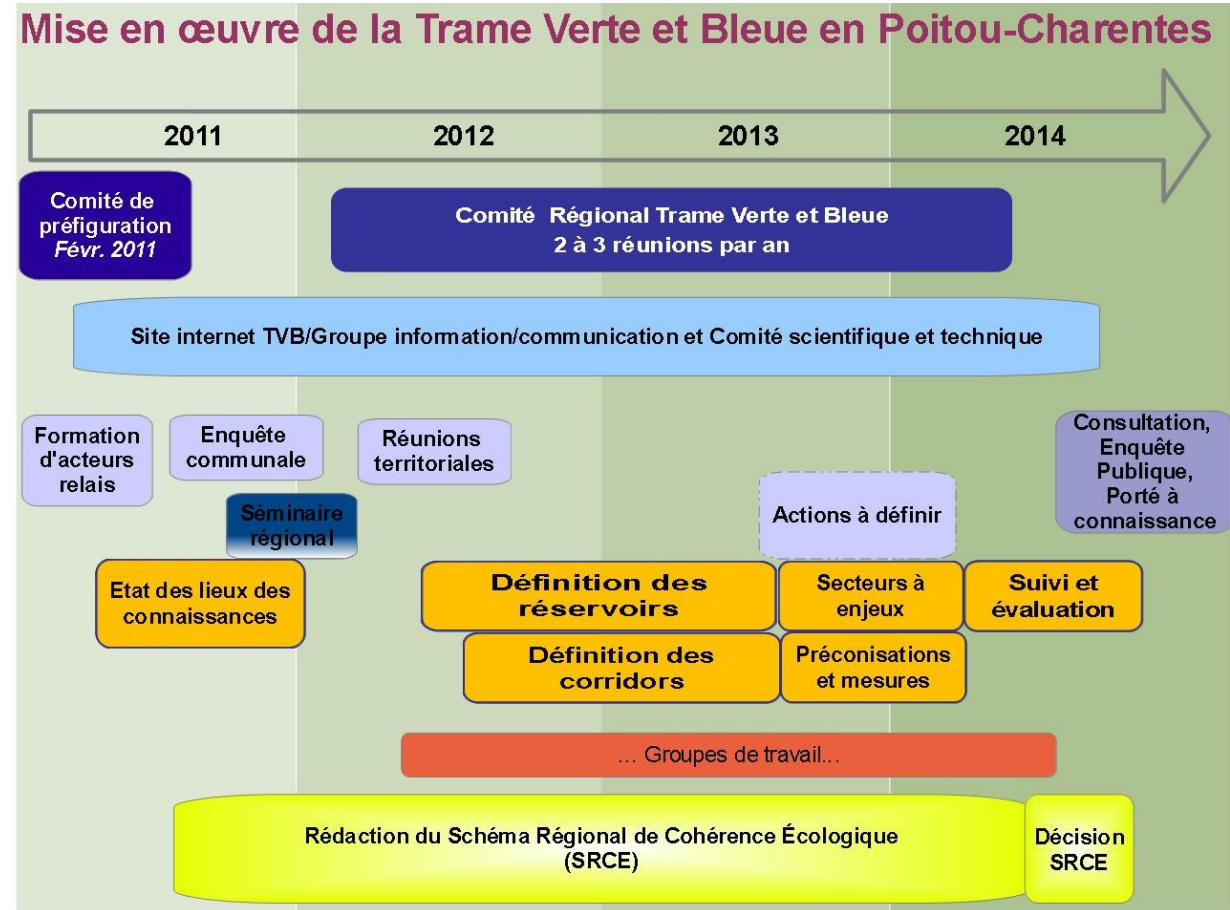 Mise en œuvre de la Trame Verte et Bleue en Poitou-Charentes
2011
2012
2013
2014
Comité de
préfiguration
Févr. 2011
Comité Régional Trame Verte et Bleue
2 à 3 réunions par an
Site internet TVB/Groupe information/communication et Comité scientifique et technique
Formation
d'acteurs
relais
Enquête
communale
Réunions
territoriales
Consultation,
Enquête
Publique,
Porté à
connaissance
Séminaire
régional
Actions à définir
Etat des lieux des
connaissances
Définition des
réservoirs
Secteurs à
enjeux
Suivi et
évaluation
Définition des
corridors
Préconisations
et mesures
... Groupes de travail...
Rédaction du Schéma Régional de Cohérence Écologique
(SRCE)
Décision
SRCE